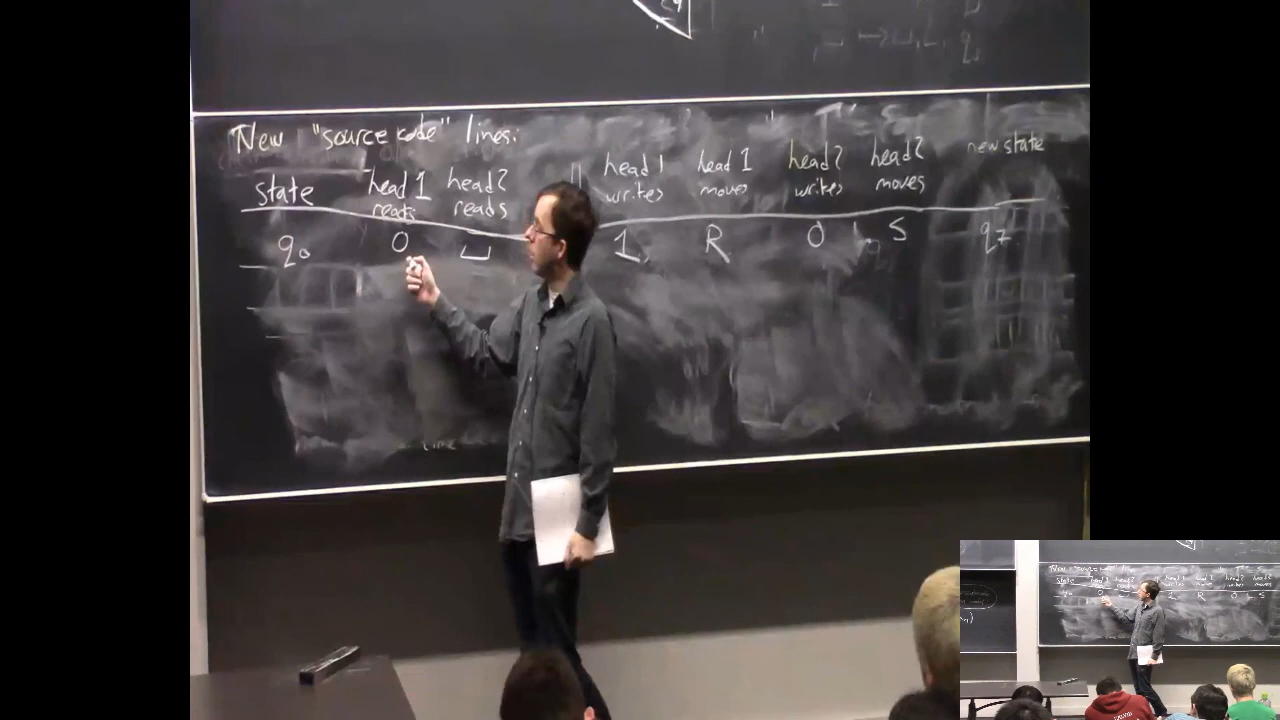 New "source code" lines:
state head 1 reads head 2 reads || head 1 writes head 1 moves head 2 writes head 2 moves new state
q₀ 0 ⊔ 1, R 0 S q₇
time